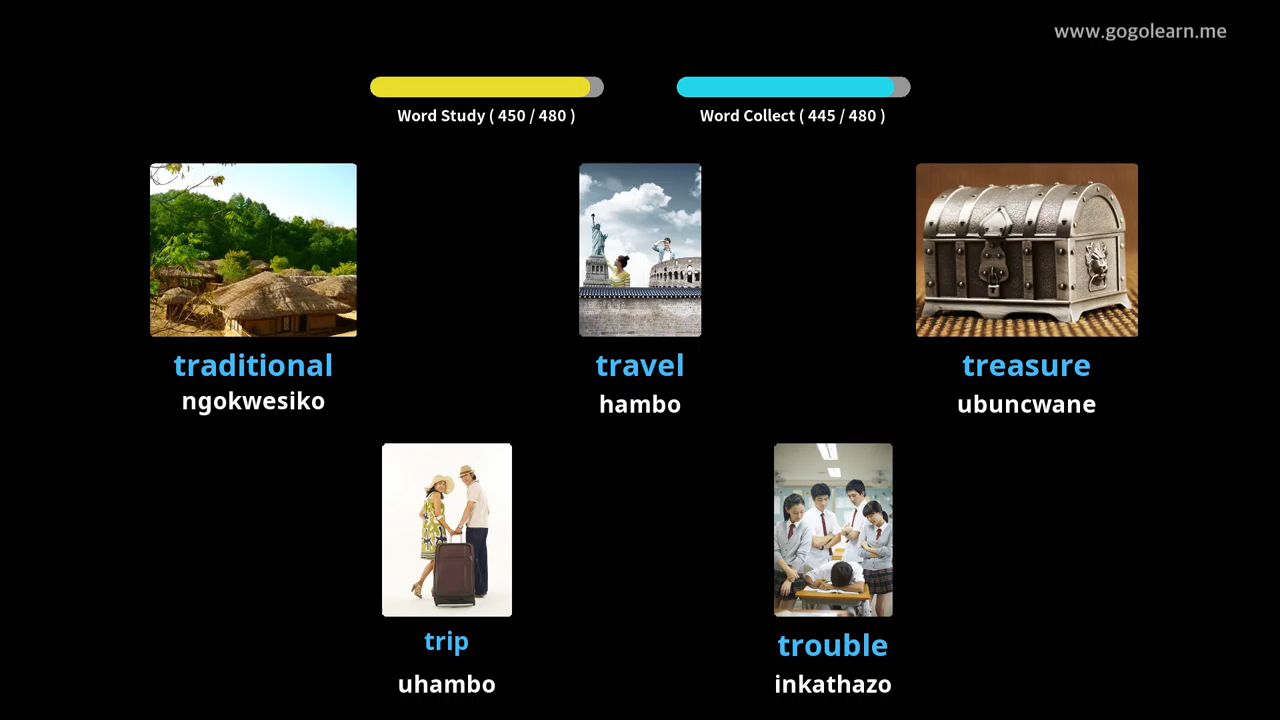 www.gogolearn.me
Word Study ( 450 / 480 )
Word Collect ( 445 / 480 )
traditional
ngokwesiko
travel
hambo
treasure
ubuncwane
trip
uhambo
trouble
inkathazo